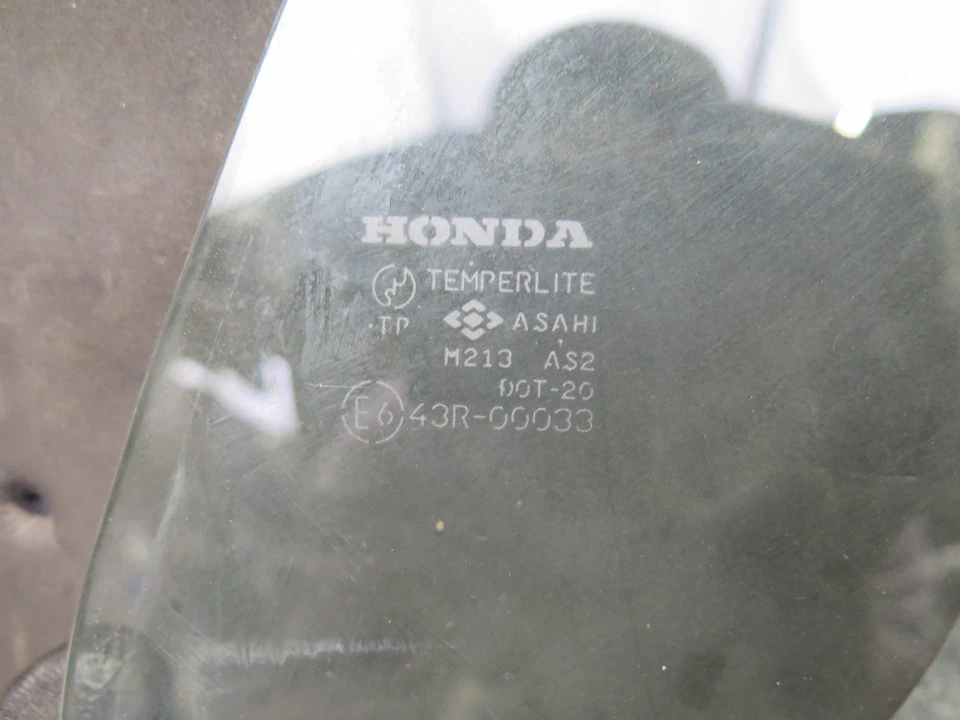 HONDA
TEMPERLITE
TP ASAHI
M213 AS2
DOT-20
E6 43R-00033